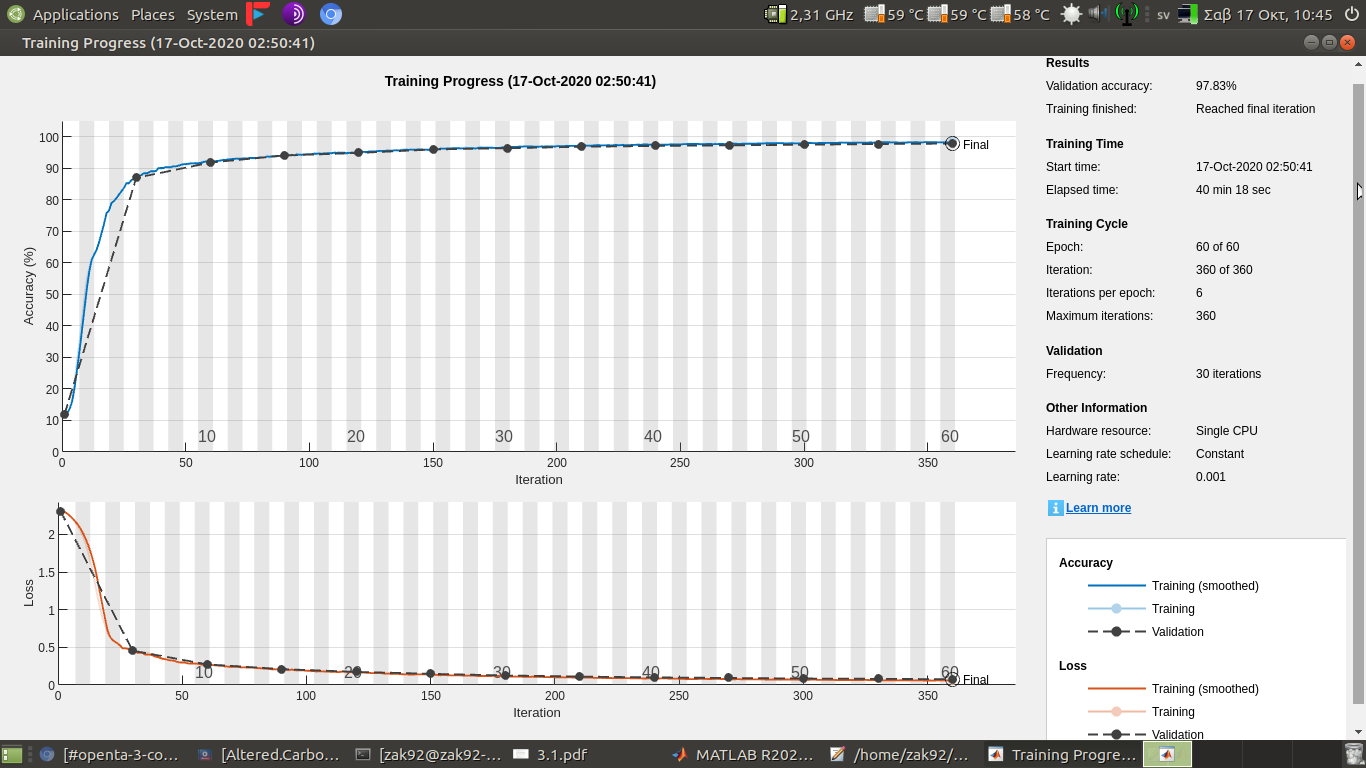 Applications Places System 2,31 GHz 59 °C 59 °C 58 °C sv Σαβ 17 Οκτ, 10:45
Training Progress (17-Oct-2020 02:50:41)
Training Progress (17-Oct-2020 02:50:41)
100
90
80
70
60
50
40
30
20
10
0
Accuracy (%)
Final
10 20 30 40 50 60
0 50 100 150 200 250 300 350
Iteration
2
1.5
1
0.5
0
Loss
10 20 30 40 50 60
Final
0 50 100 150 200 250 300 350
Iteration
Results
Validation accuracy: 97.83%
Training finished: Reached final iteration
Training Time
Start time: 17-Oct-2020 02:50:41
Elapsed time: 40 min 18 sec
Training Cycle
Epoch: 60 of 60
Iteration: 360 of 360
Iterations per epoch: 6
Maximum iterations: 360
Validation
Frequency: 30 iterations
Other Information
Hardware resource: Single CPU
Learning rate schedule: Constant
Learning rate: 0.001
i Learn more
Accuracy
Training (smoothed)
Training
Validation
Loss
Training (smoothed)
Training
Validation
[#openta-3-co... [Altered.Carbo... [zak92@zak92-... 3.1.pdf MATLAB R202... /home/zak92/... Training Progre...